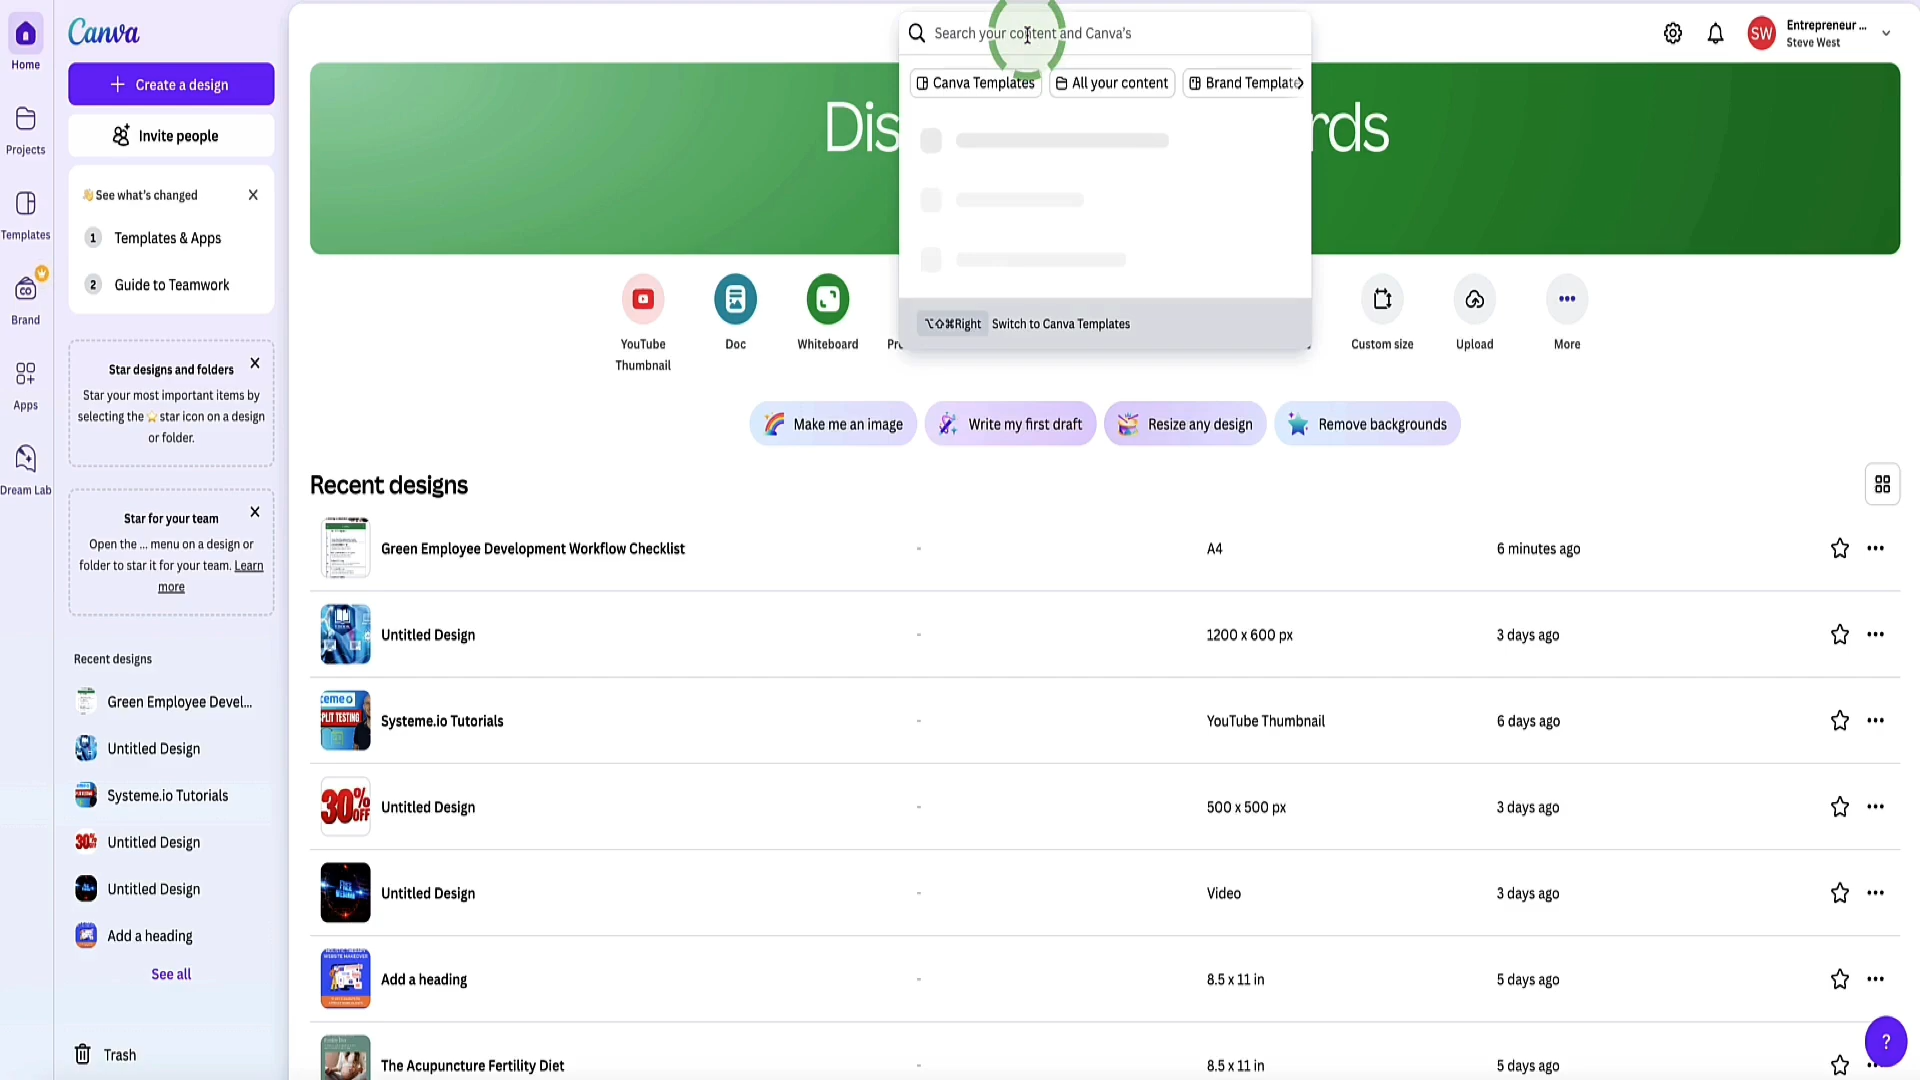 Canva
Home
Create a design
Invite people
Projects
See what's changed
1 Templates & Apps
2 Guide to Teamwork
Templates
Brand
Star designs and folders
Star your most important items by
selecting the star icon on a design
or folder.
Apps
Dream Lab
Star for your team
Open the ... menu on a design or
folder to star it for your team. Learn
more
Recent designs
Green Employee Devel...
Untitled Design
Systeme.io Tutorials
Untitled Design
Untitled Design
Add a heading
See all
Trash
Search your content and Canva's
Canva Templates
All your content
Brand Template
⌥⇧⌘Right Switch to Canva Templates
SW
Entrepreneur ...
Steve West
Dis
rds
YouTube
Thumbnail
Doc
Whiteboard
Custom size
Upload
More
Make me an image
Write my first draft
Resize any design
Remove backgrounds
Recent designs
Green Employee Development Workflow Checklist - A4 6 minutes ago
Untitled Design - 1200 x 600 px 3 days ago
Systeme.io Tutorials - YouTube Thumbnail 6 days ago
Untitled Design - 500 x 500 px 3 days ago
Untitled Design - Video 3 days ago
Add a heading - 8.5 x 11 in 5 days ago
The Acupuncture Fertility Diet - 8.5 x 11 in 5 days ago
30%
OFF
SPLIT TESTING
?